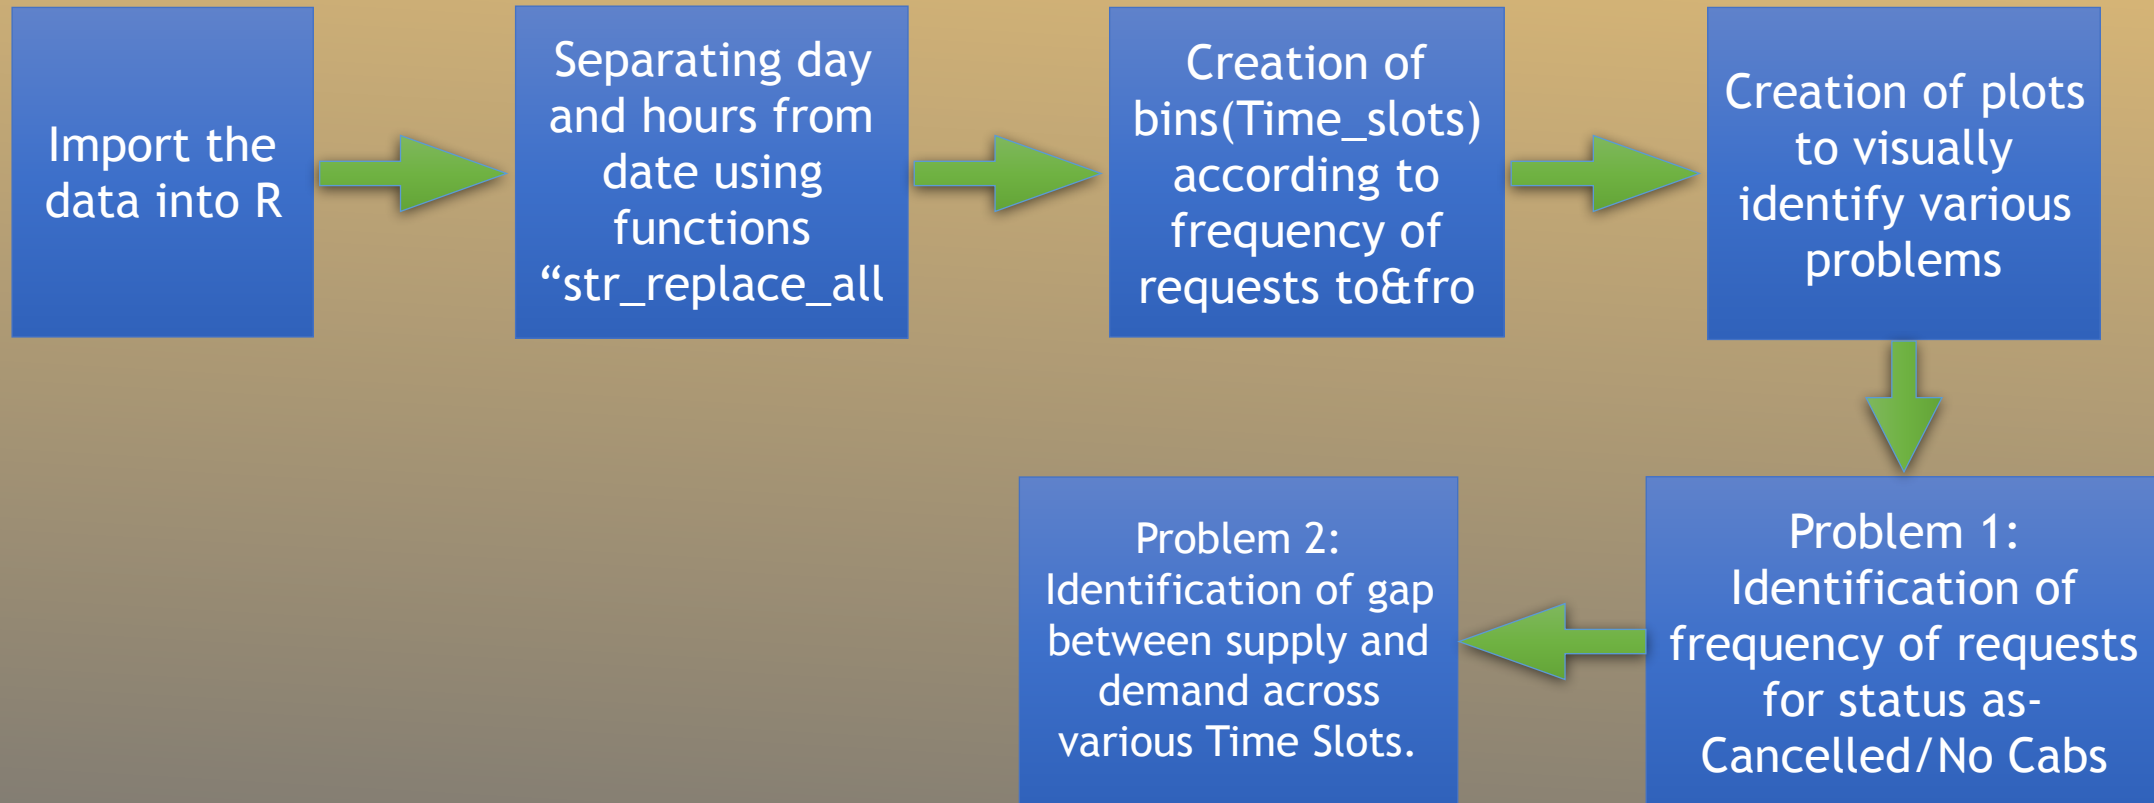 Import the
data into R
Separating day
and hours from
date using
functions
“str_replace_all
Creation of
bins(Time_slots)
according to
frequency of
requests to&fro
Creation of plots
to visually
identify various
problems
Problem 1:
Identification of
frequency of requests
for status as-
Cancelled/No Cabs
Problem 2:
Identification of gap
between supply and
demand across
various Time Slots.